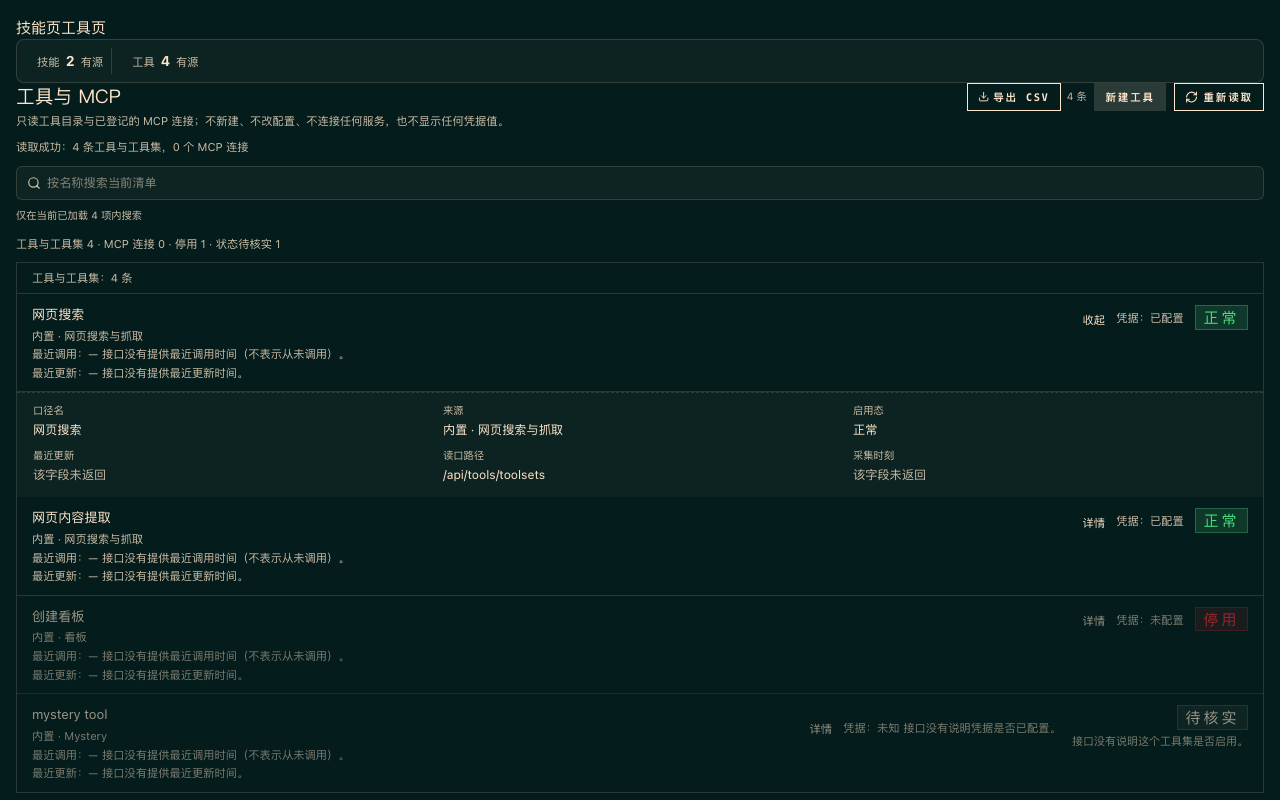 技能页工具页
技能 2 有源 工具 4 有源
工具与 MCP
导出 CSV 4 条 新建工具 重新读取
只读工具目录与已登记的 MCP 连接；不新建、不改配置、不连接任何服务，也不显示任何凭据值。
读取成功：4 条工具与工具集，0 个 MCP 连接
按名称搜索当前清单
仅在当前已加载 4 项内搜索
工具与工具集 4 · MCP 连接 0 · 停用 1 · 状态待核实 1
工具与工具集：4 条
网页搜索
收起 凭据：已配置 正常
内置 · 网页搜索与抓取
最近调用：— 接口没有提供最近调用时间（不表示从未调用）。
最近更新：— 接口没有提供最近更新时间。
口径名 来源 启用态
网页搜索 内置 · 网页搜索与抓取 正常
最近更新 读口路径 采集时刻
该字段未返回 /api/tools/toolsets 该字段未返回
网页内容提取
详情 凭据：已配置 正常
内置 · 网页搜索与抓取
最近调用：— 接口没有提供最近调用时间（不表示从未调用）。
最近更新：— 接口没有提供最近更新时间。
创建看板
详情 凭据：未配置 停用
内置 · 看板
最近调用：— 接口没有提供最近调用时间（不表示从未调用）。
最近更新：— 接口没有提供最近更新时间。
mystery tool
详情 凭据：未知 接口没有说明凭据是否已配置。 待核实
接口没有说明这个工具集是否启用。
内置 · Mystery
最近调用：— 接口没有提供最近调用时间（不表示从未调用）。
最近更新：— 接口没有提供最近更新时间。